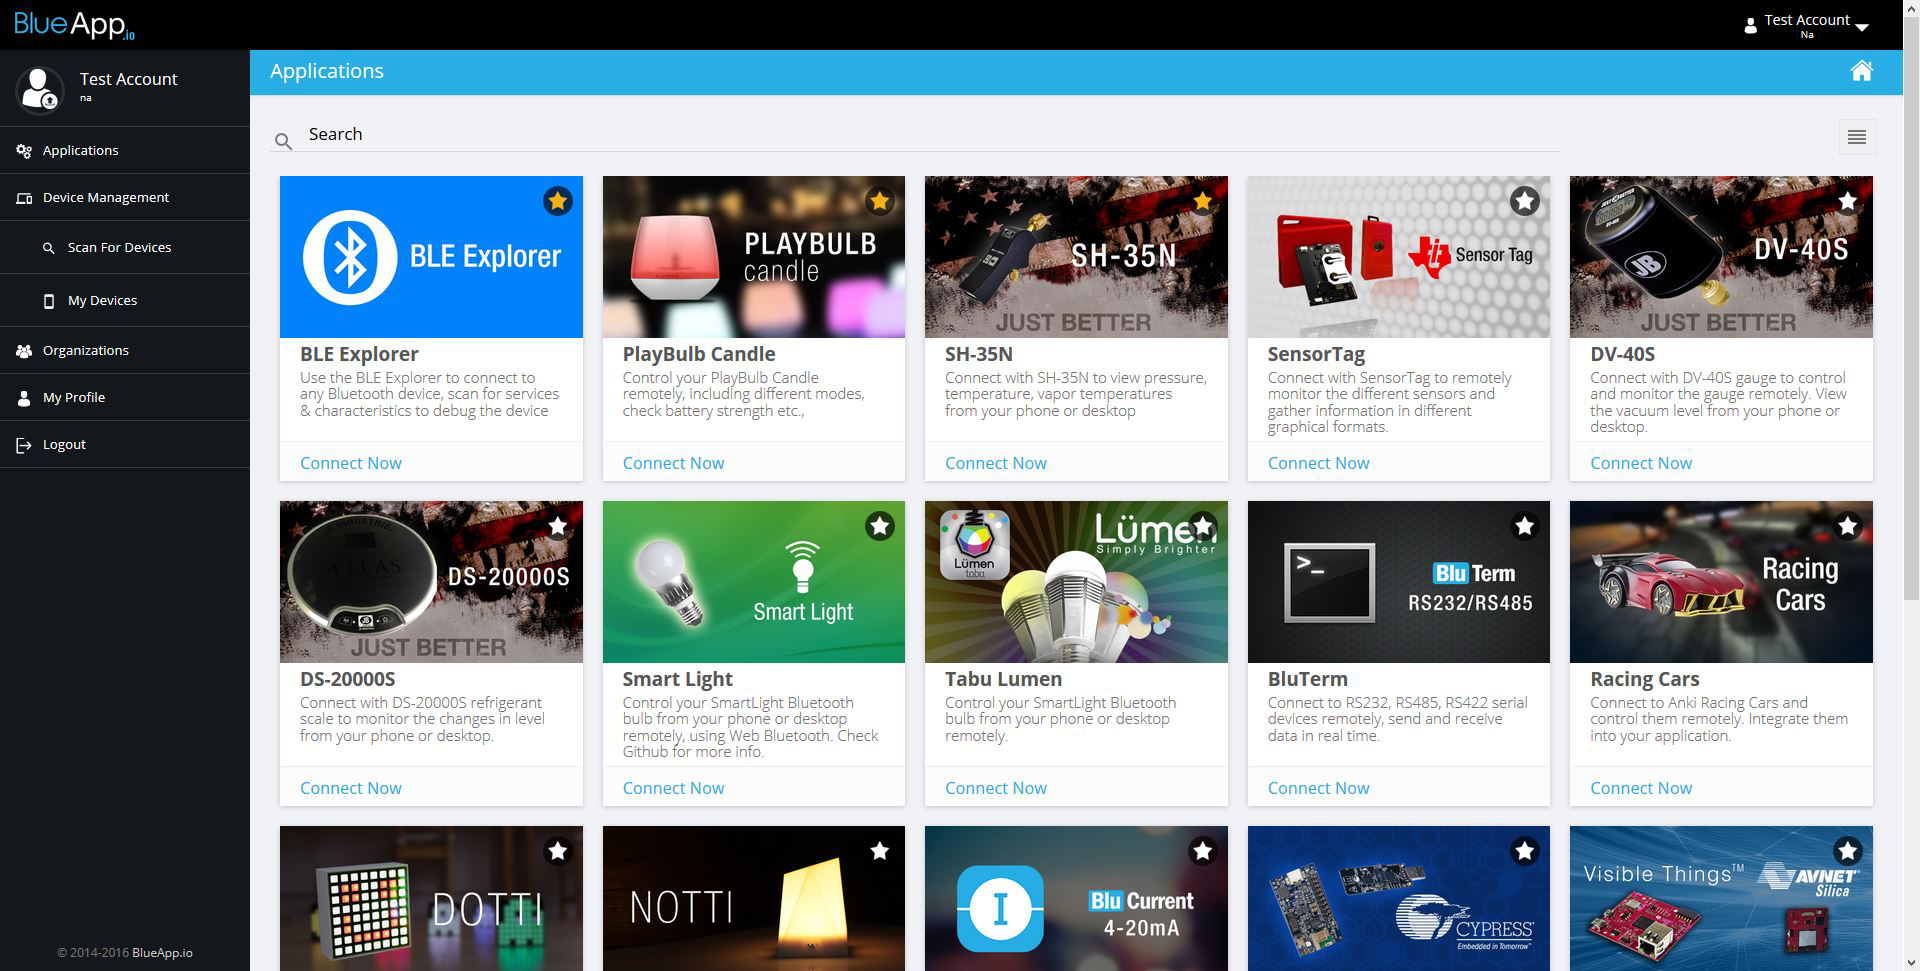 BlueApp.io
Test Account
Na
Test Account
na
Applications
Device Management
Scan For Devices
My Devices
Organizations
My Profile
Logout
© 2014-2016 BlueApp.io
Applications
Search
BLE Explorer
BLE Explorer
Use the BLE Explorer to connect to
any Bluetooth device, scan for services
& characteristics to debug the device
Connect Now
PLAYBULB
candle
PlayBulb Candle
Control your PlayBulb Candle
remotely, including different modes,
check battery strength etc.,
Connect Now
SH-35N
JUST BETTER
SH-35N
Connect with SH-35N to view pressure,
temperature, vapor temperatures
from your phone or desktop
Connect Now
Sensor Tag
SensorTag
Connect with SensorTag to remotely
monitor the different sensors and
gather information in different
graphical formats.
Connect Now
JB
DV-40S
JUST BETTER
DV-40S
Connect with DV-40S gauge to control
and monitor the gauge remotely. View
the vacuum level from your phone or
desktop.
Connect Now
ATLAS
DS-20000S
JUST BETTER
DS-20000S
Connect with DS-20000S refrigerant
scale to monitor the changes in level
from your phone or desktop.
Connect Now
Smart Light
Smart Light
Control your SmartLight Bluetooth
bulb from your phone or desktop
remotely, using Web Bluetooth. Check
Github for more info.
Connect Now
Lümen
tabu
Lümen
Simply Brighter
Tabu Lumen
Control your SmartLight Bluetooth
bulb from your phone or desktop
remotely.
Connect Now
>_
Blu Term
RS232/RS485
BluTerm
Connect to RS232, RS485, RS422 serial
devices remotely, send and receive
data in real time.
Connect Now
Racing
Cars
Racing Cars
Connect to Anki Racing Cars and
control them remotely. Integrate them
into your application.
Connect Now
DOTTI
NOTTI
I
Blu Current
4-20mA
CYPRESS
Embedded in Tomorrow™
Visible Things™
AVNET
Silica